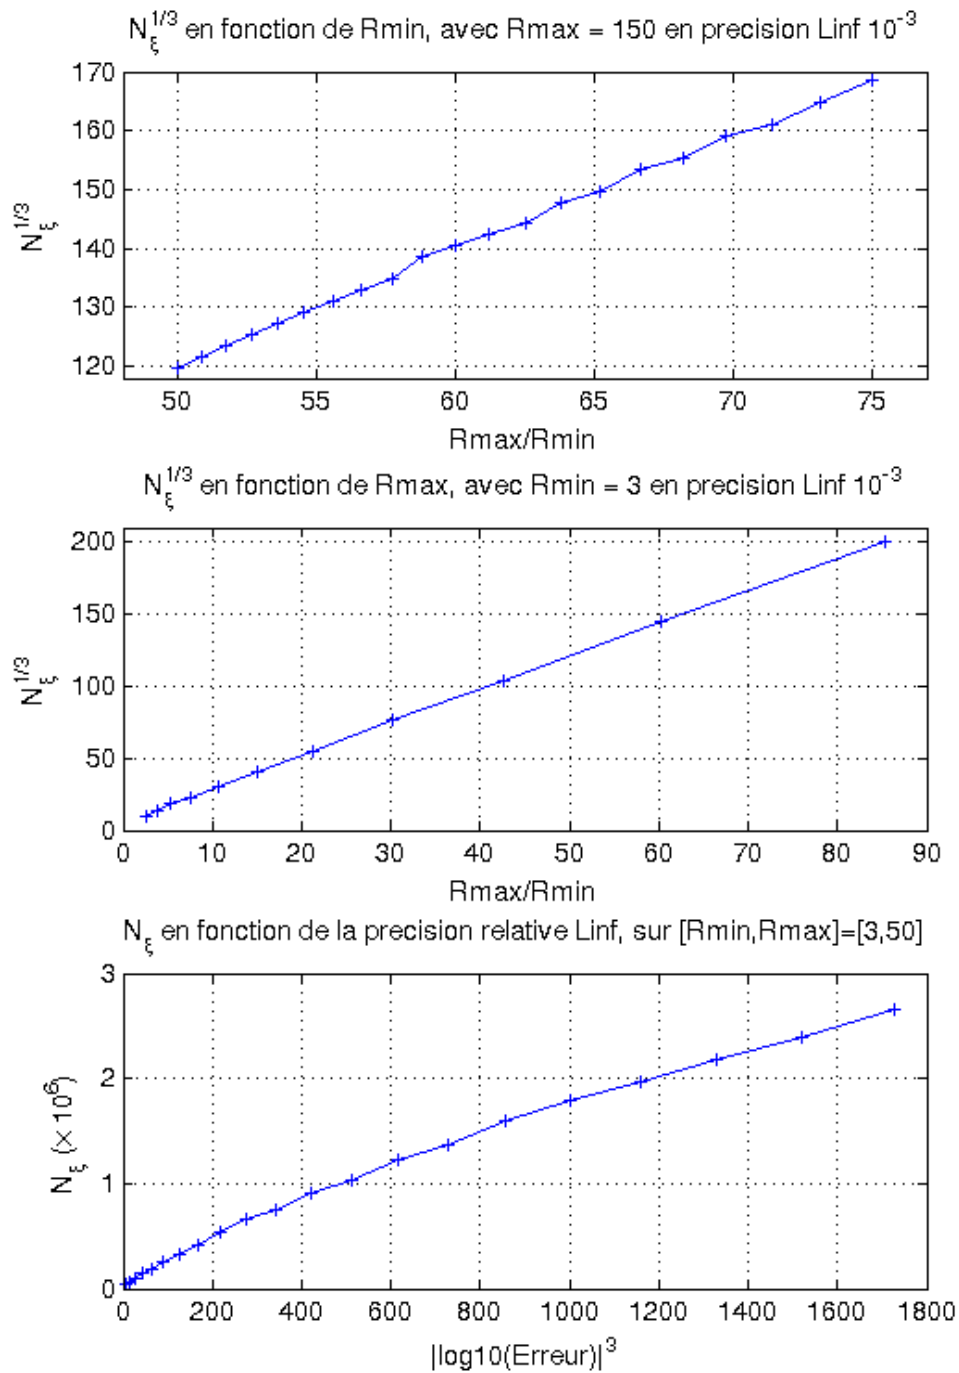 N_ξ^1/3 en fonction de Rmin, avec Rmax = 150 en precision Linf 10^-3
170
160
150
140
130
120
N_ξ^1/3
50 55 60 65 70 75
Rmax/Rmin
N_ξ^1/3 en fonction de Rmax, avec Rmin = 3 en precision Linf 10^-3
200
150
100
50
0
N_ξ^1/3
0 10 20 30 40 50 60 70 80 90
Rmax/Rmin
N_ξ en fonction de la precision relative Linf, sur [Rmin,Rmax]=[3,50]
3
2
1
0
N_ξ (× 10^6)
0 200 400 600 800 1000 1200 1400 1600 1800
|log10(Erreur)|^3